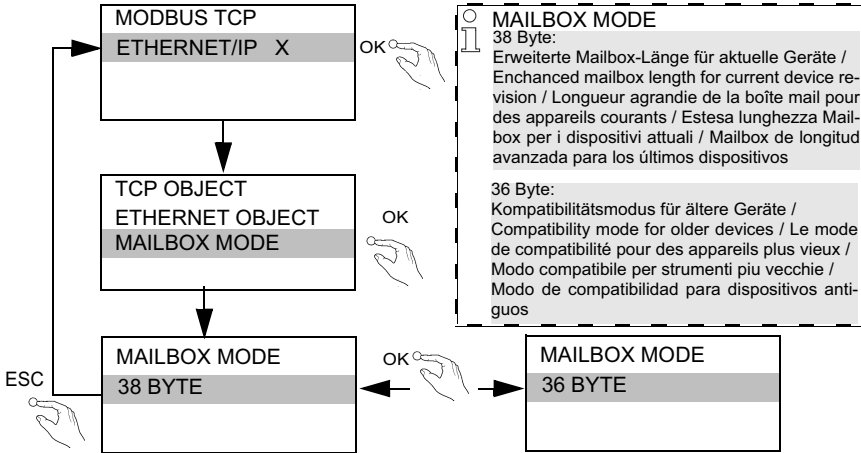 MODBUS TCP
ETHERNET/IP X
OK
TCP OBJECT
ETHERNET OBJECT
MAILBOX MODE
OK
MAILBOX MODE
38 BYTE
ESC
OK
MAILBOX MODE
36 BYTE
MAILBOX MODE
38 Byte:
Erweiterte Mailbox-Länge für aktuelle Geräte /
Enchanced mailbox length for current device re-
vision / Longueur agrandie de la boîte mail pour
des appareils courants / Estesa lunghezza Mail-
box per i dispositivi attuali / Mailbox de longitud
avanzada para los últimos dispositivos
36 Byte:
Kompatibilitätsmodus für ältere Geräte /
Compatibility mode for older devices / Le mode
de compatibilité pour des appareils plus vieux /
Modo compatibile per strumenti piu vecchie /
Modo de compatibilidad para dispositivos anti-
guos